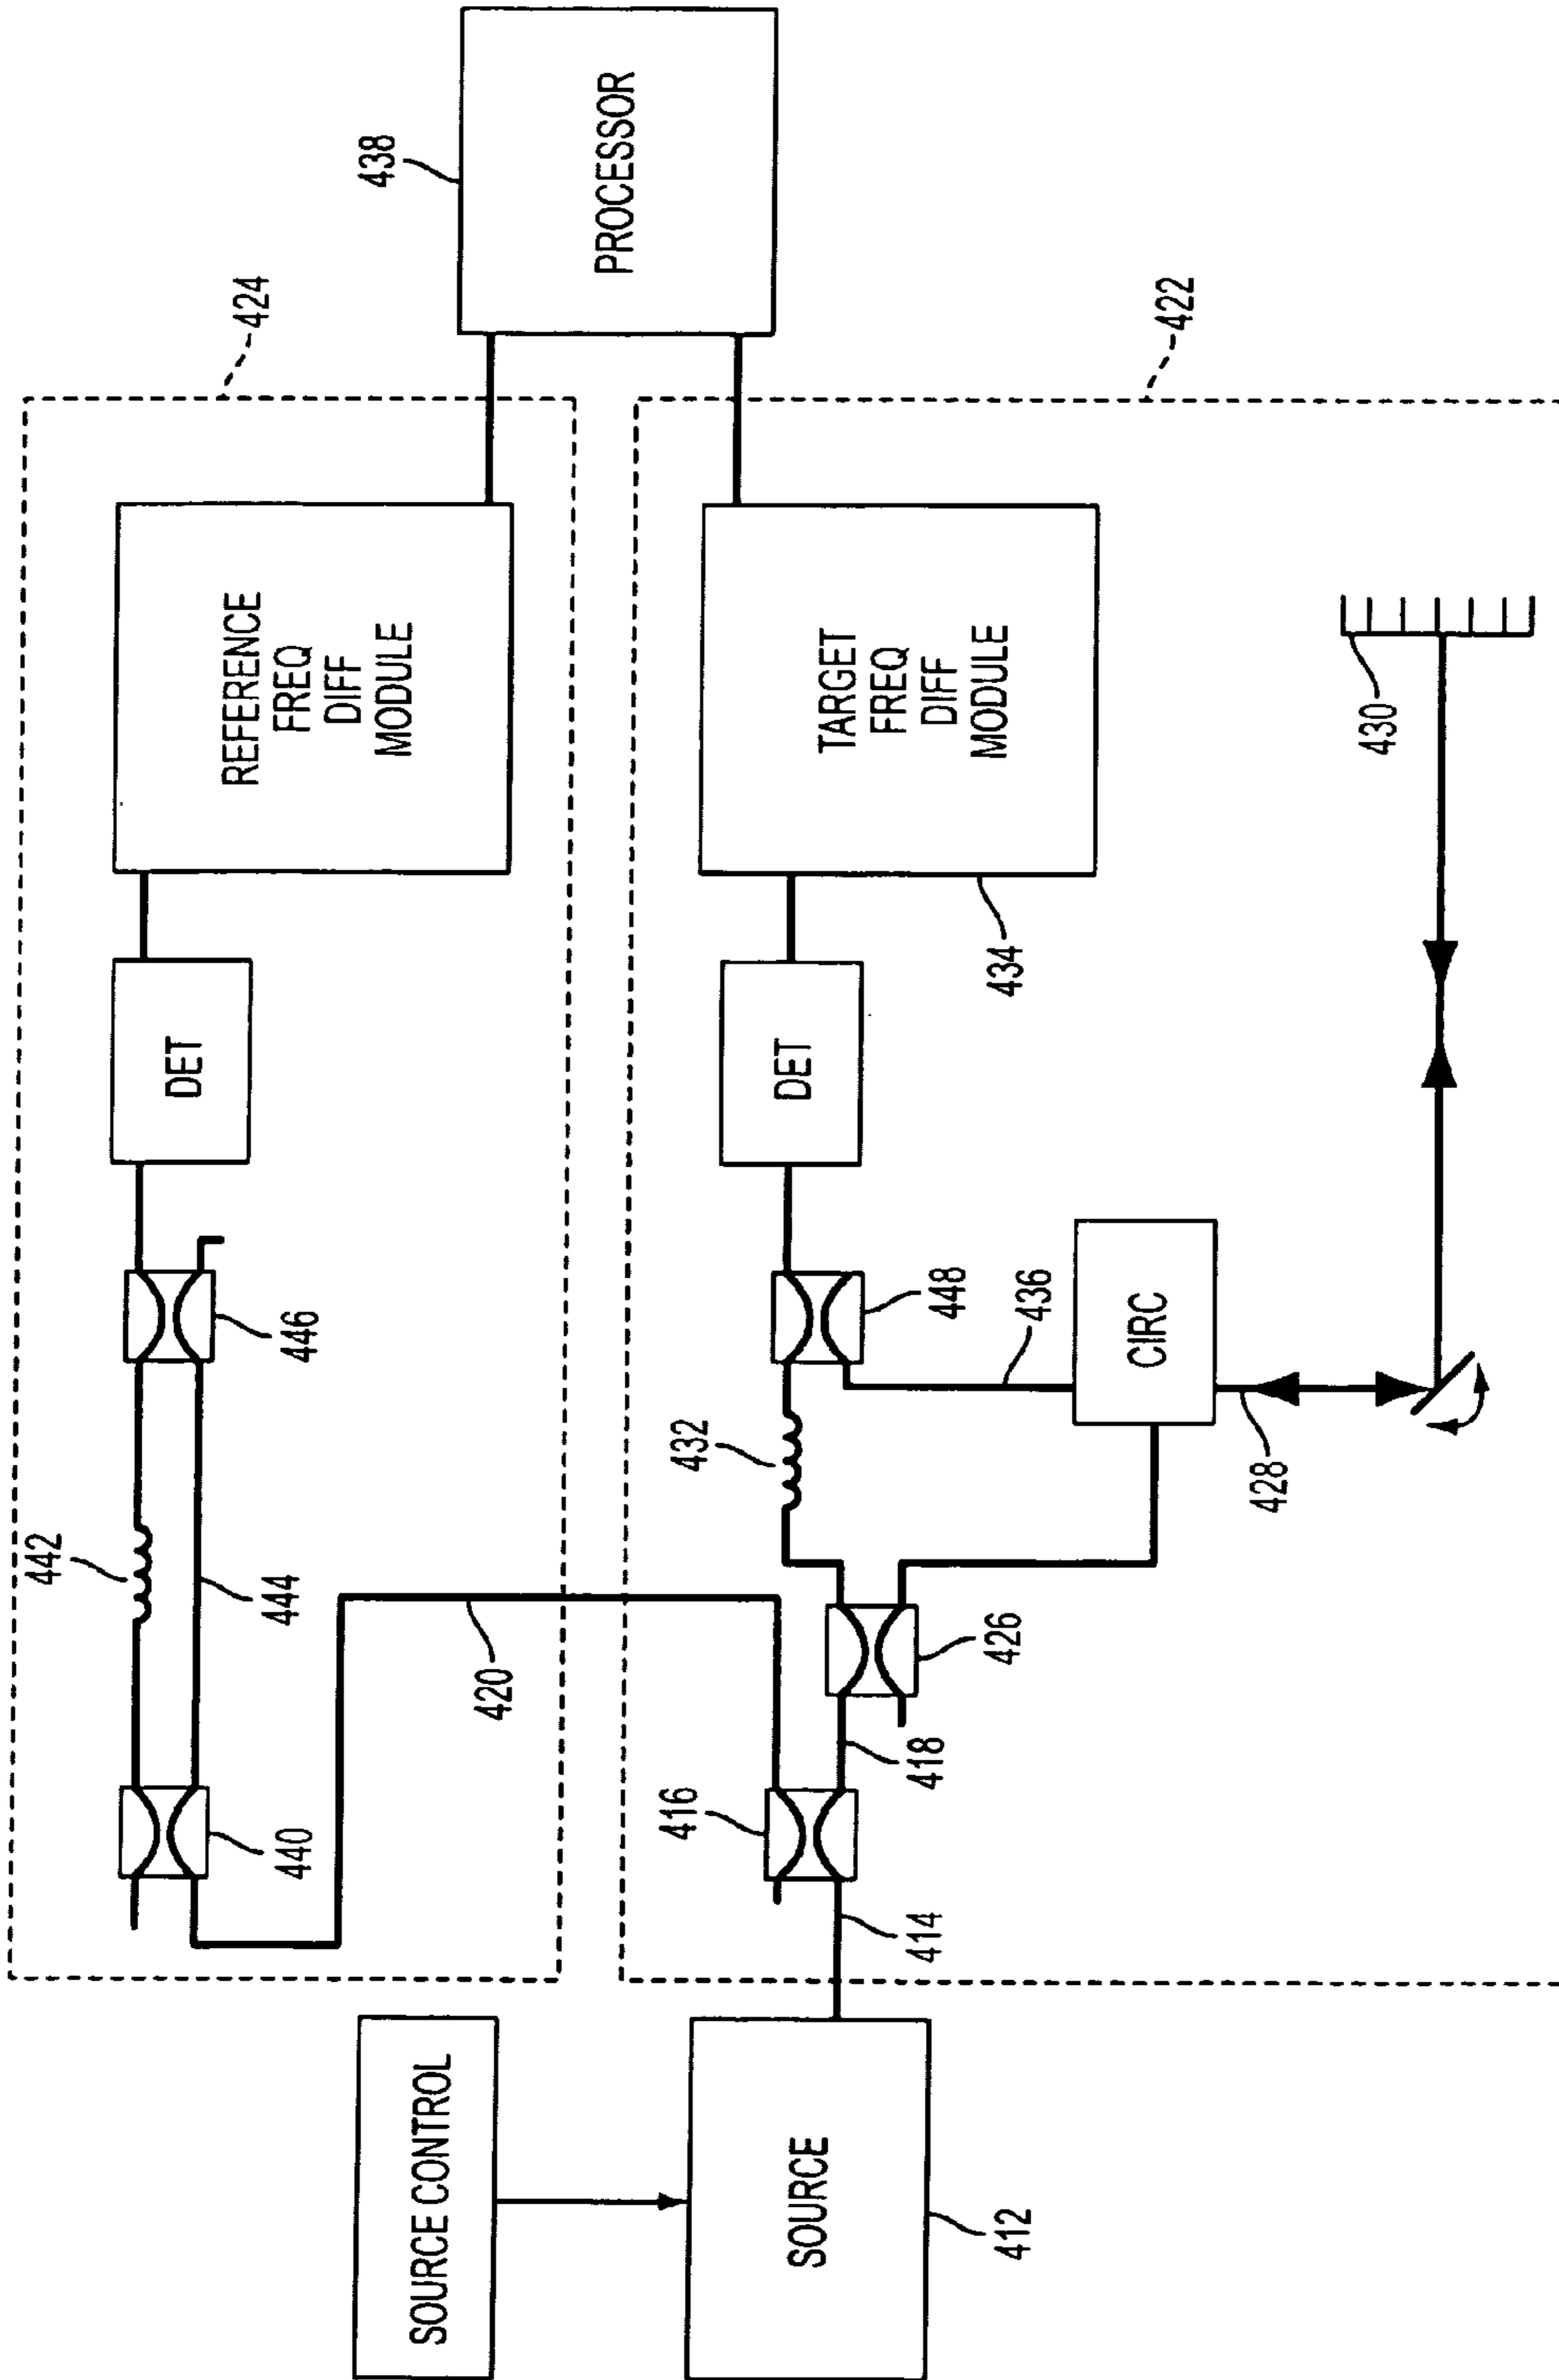 424
442
444
440
446
DET
REFERENCE
FREQ
DIFF
MODULE
438
PROCESSOR
SOURCE CONTROL
420
SOURCE
412
414
416
418
426
432
448
436
DET
434
TARGET
FREQ
DIFF
MODULE
CIRC
428
430
422